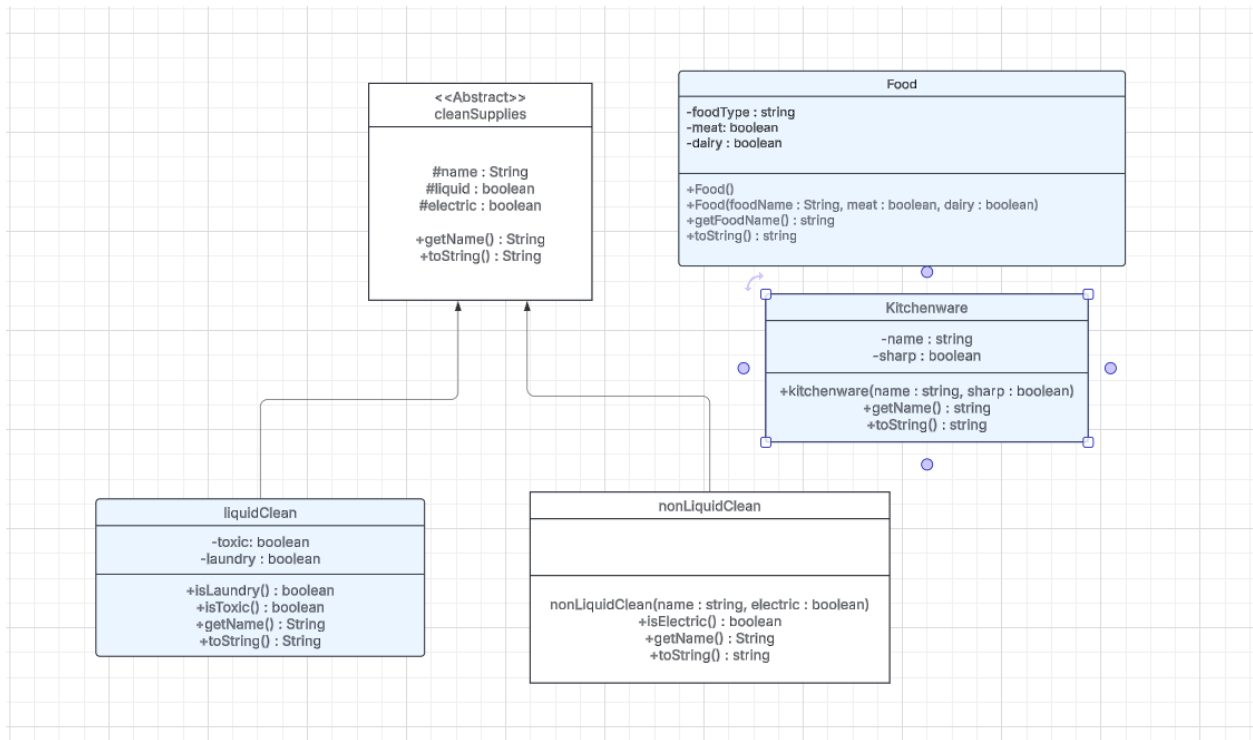 <<Abstract>>
cleanSupplies
#name : String
#liquid : boolean
#electric : boolean
+getName() : String
+toString() : String
Food
-foodType : string
-meat: boolean
-dairy : boolean
+Food()
+Food(foodName : String, meat : boolean, dairy : boolean)
+getFoodName() : string
+toString() : string
Kitchenware
-name : string
-sharp : boolean
+kitchenware(name : string, sharp : boolean)
+getName() : string
+toString() : string
liquidClean
-toxic: boolean
-laundry : boolean
+isLaundry() : boolean
+isToxic() : boolean
+getName() : String
+toString() : String
nonLiquidClean
nonLiquidClean(name : string, electric : boolean)
+isElectric() : boolean
+getName() : String
+toString() : string